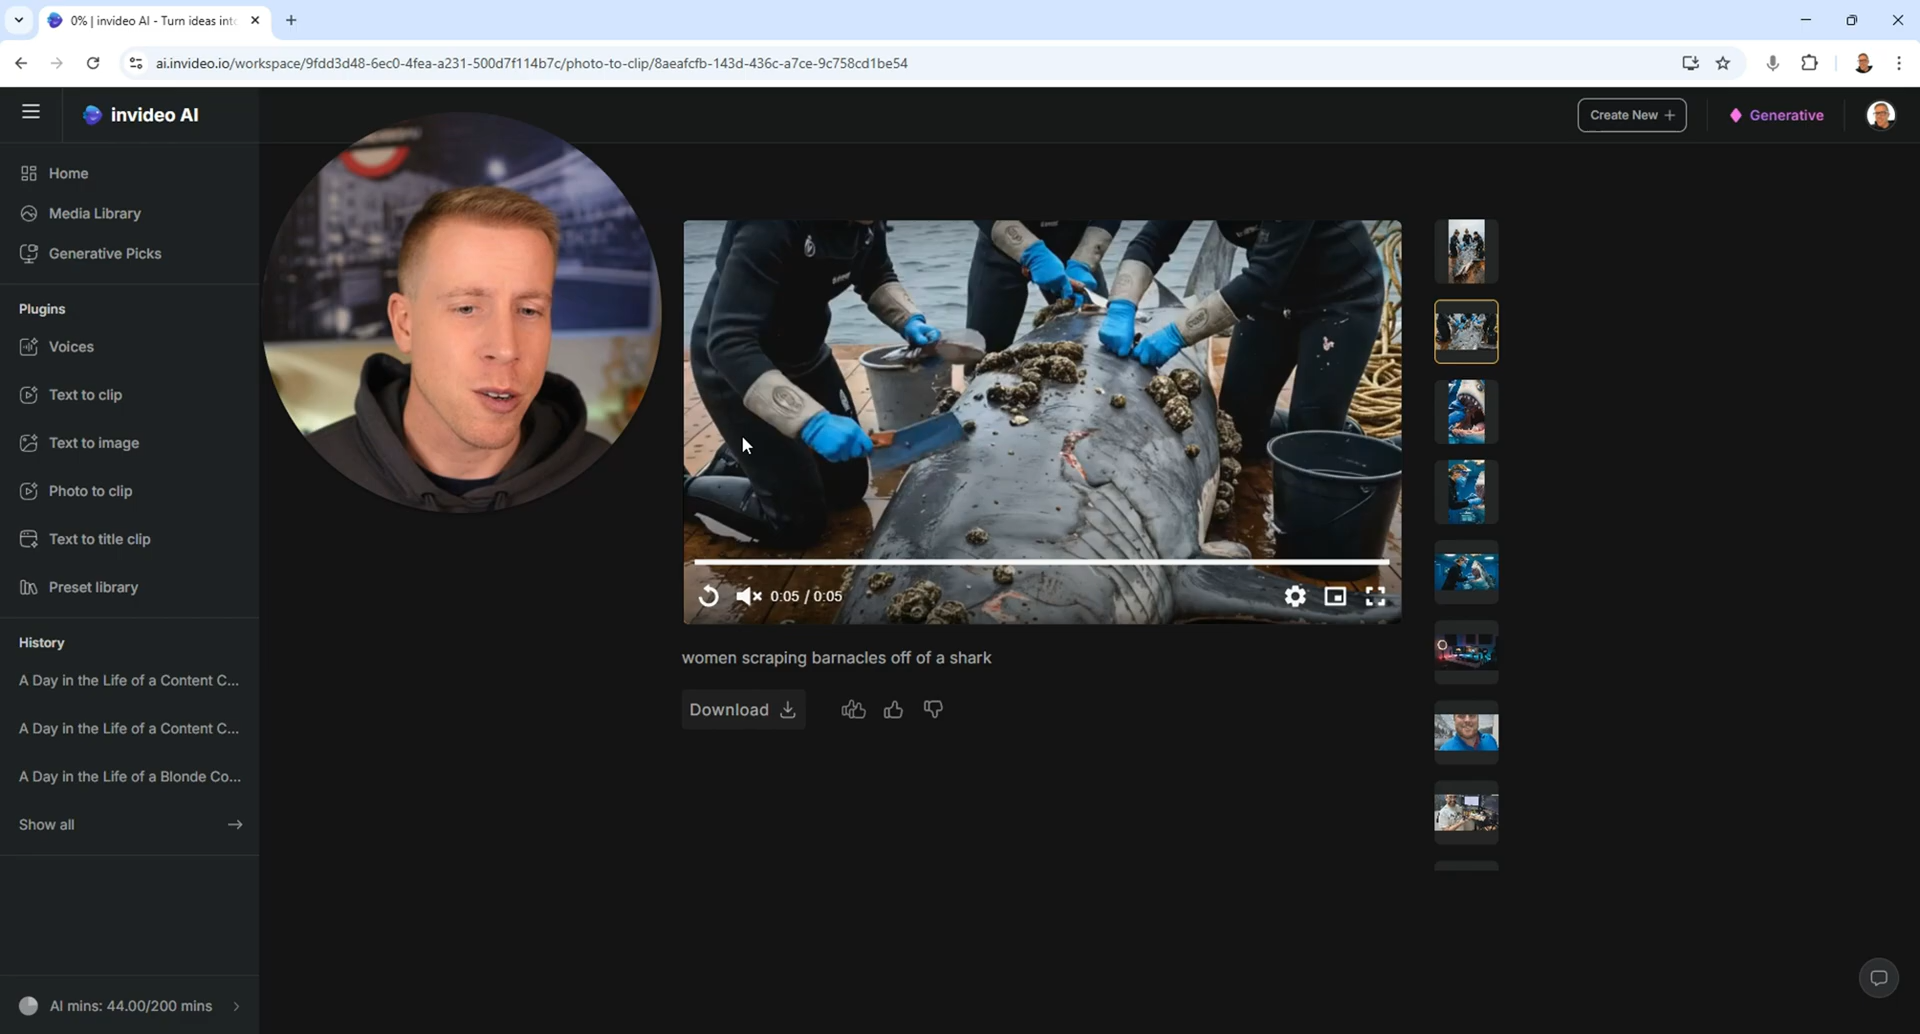 0% | invideo AI - Turn ideas into
ai.invideo.io/workspace/9fdd3d48-6ec0-4fea-a231-500d7f114b7c/photo-to-clip/8aeafcfb-143d-436c-a7ce-9c758cd1be54
invideo AI
Create New +
Generative
Home
Media Library
Generative Picks
Plugins
Voices
Text to clip
Text to image
Photo to clip
Text to title clip
Preset library
History
A Day in the Life of a Content C...
A Day in the Life of a Content C...
A Day in the Life of a Blonde Co...
Show all
AI mins: 44.00/200 mins
0:05 / 0:05
women scraping barnacles off of a shark
Download